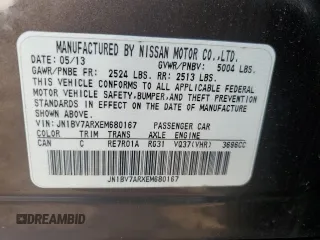 MANUFACTURED BY NISSAN MOTOR CO., LTD.
DATE: 05/13 GVWR/PNBV: 5004 LBS.
GAWR/PNBE FR: 2524 LBS. RR: 2513 LBS.
THIS VEHICLE CONFORMS TO ALL APPLICABLE
FEDERAL MOTOR VEHICLE
SAFETY, BUMPER, AND THEFT PREVENTION
STANDARDS IN EFFECT ON THE DATE OF MANUFACTURE
SHOWN ABOVE.
VIN: JN1BV7ARXEM680167 PASSENGER CAR
COLOR TRIM TRANS AXLE ENGINE
CAN C RE7R01A RG31 VQ37(VHR) 3696CC
JN1BV7ARXEM680167
DREAMBID